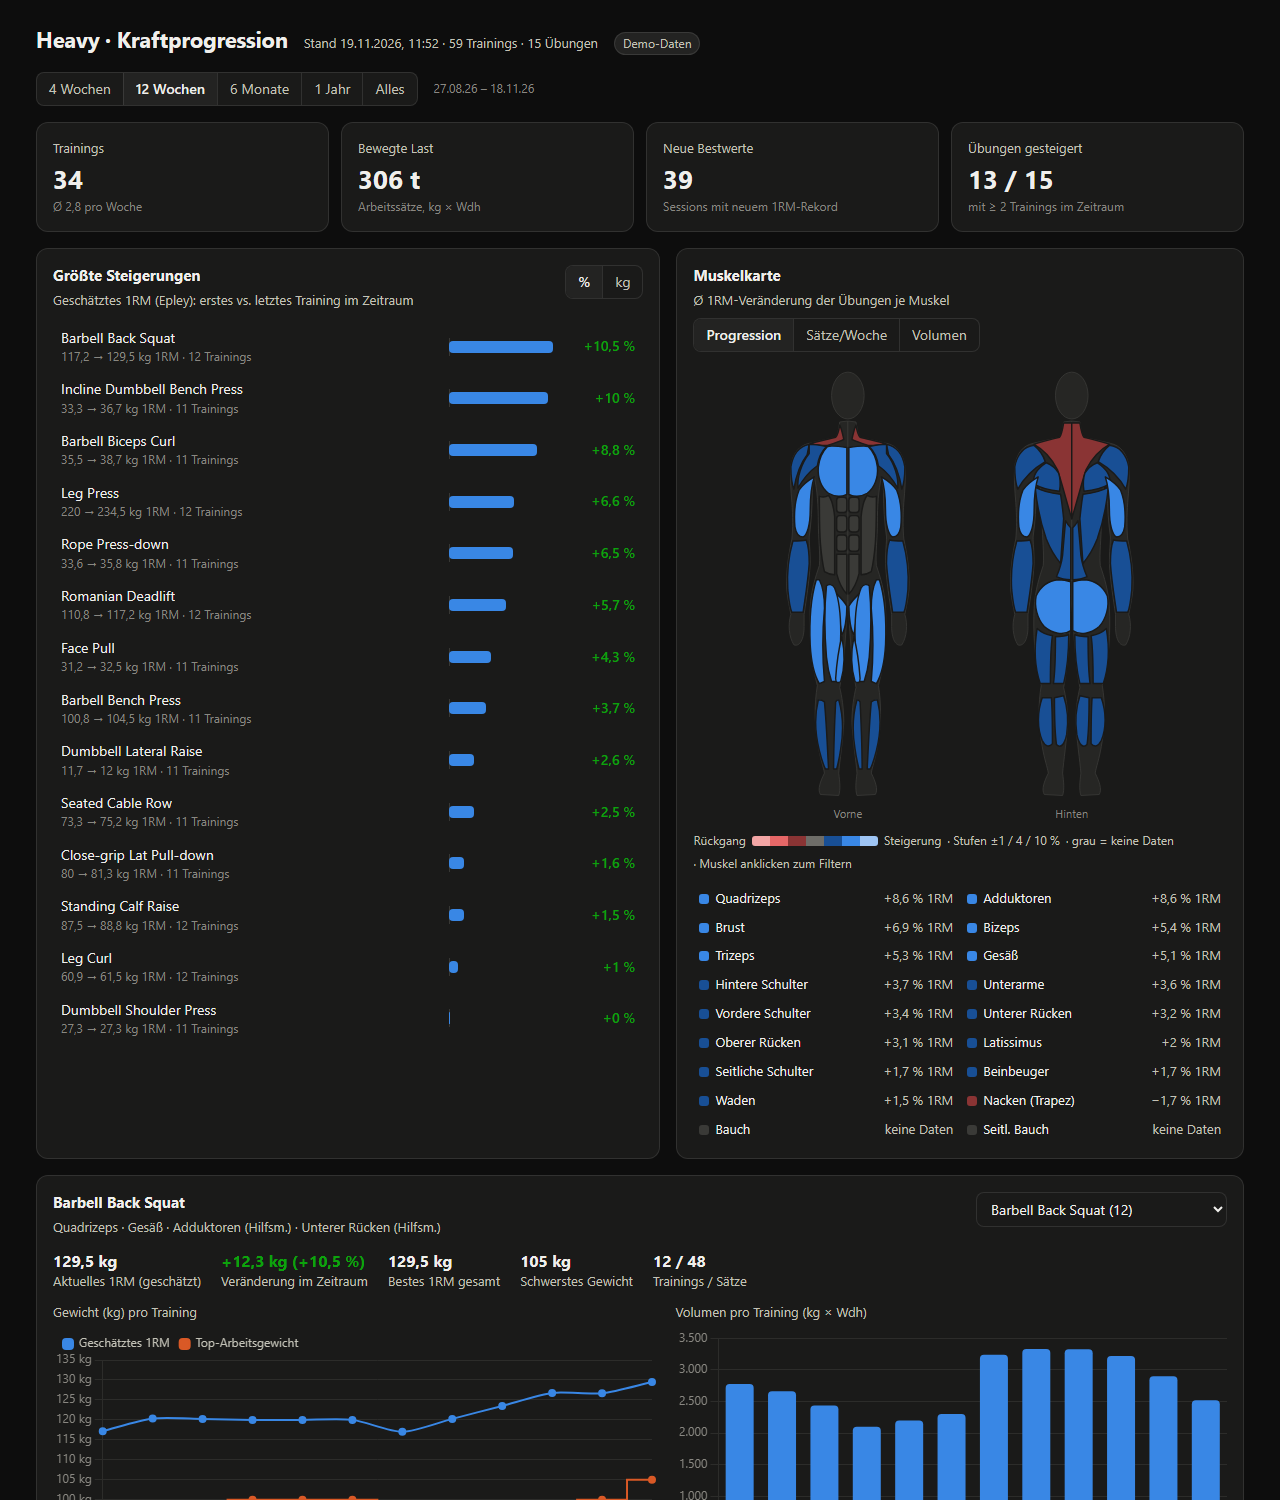 Heavy · Kraftprogression Stand 19.11.2026, 11:52 · 59 Trainings · 15 Übungen Demo-Daten
4 Wochen 12 Wochen 6 Monate 1 Jahr Alles 27.08.26 – 18.11.26
Trainings
34
Ø 2,8 pro Woche
Bewegte Last
306 t
Arbeitssätze, kg × Wdh
Neue Bestwerte
39
Sessions mit neuem 1RM-Rekord
Übungen gesteigert
13 / 15
mit ≥ 2 Trainings im Zeitraum
Größte Steigerungen
Geschätztes 1RM (Epley): erstes vs. letztes Training im Zeitraum
% kg
Barbell Back Squat
117,2 → 129,5 kg 1RM · 12 Trainings
+10,5 %
Incline Dumbbell Bench Press
33,3 → 36,7 kg 1RM · 11 Trainings
+10 %
Barbell Biceps Curl
35,5 → 38,7 kg 1RM · 11 Trainings
+8,8 %
Leg Press
220 → 234,5 kg 1RM · 12 Trainings
+6,6 %
Rope Press-down
33,6 → 35,8 kg 1RM · 11 Trainings
+6,5 %
Romanian Deadlift
110,8 → 117,2 kg 1RM · 12 Trainings
+5,7 %
Face Pull
31,2 → 32,5 kg 1RM · 11 Trainings
+4,3 %
Barbell Bench Press
100,8 → 104,5 kg 1RM · 11 Trainings
+3,7 %
Dumbbell Lateral Raise
11,7 → 12 kg 1RM · 11 Trainings
+2,6 %
Seated Cable Row
73,3 → 75,2 kg 1RM · 11 Trainings
+2,5 %
Close-grip Lat Pull-down
80 → 81,3 kg 1RM · 11 Trainings
+1,6 %
Standing Calf Raise
87,5 → 88,8 kg 1RM · 12 Trainings
+1,5 %
Leg Curl
60,9 → 61,5 kg 1RM · 12 Trainings
+1 %
Dumbbell Shoulder Press
27,3 → 27,3 kg 1RM · 11 Trainings
+0 %
Muskelkarte
Ø 1RM-Veränderung der Übungen je Muskel
Progression Sätze/Woche Volumen
Vorne Hinten
Rückgang Steigerung · Stufen ±1 / 4 / 10 % · grau = keine Daten
· Muskel anklicken zum Filtern
Quadrizeps +8,6 % 1RM Adduktoren +8,6 % 1RM
Brust +6,9 % 1RM Bizeps +5,4 % 1RM
Trizeps +5,3 % 1RM Gesäß +5,1 % 1RM
Hintere Schulter +3,7 % 1RM Unterarme +3,6 % 1RM
Vordere Schulter +3,4 % 1RM Unterer Rücken +3,2 % 1RM
Oberer Rücken +3,1 % 1RM Latissimus +2 % 1RM
Seitliche Schulter +1,7 % 1RM Beinbeuger +1,7 % 1RM
Waden +1,5 % 1RM Nacken (Trapez) −1,7 % 1RM
Bauch keine Daten Seitl. Bauch keine Daten
Barbell Back Squat
Quadrizeps · Gesäß · Adduktoren (Hilfsm.) · Unterer Rücken (Hilfsm.)
Barbell Back Squat (12)
129,5 kg +12,3 kg (+10,5 %) 129,5 kg 105 kg 12 / 48
Aktuelles 1RM (geschätzt) Veränderung im Zeitraum Bestes 1RM gesamt Schwerstes Gewicht Trainings / Sätze
Gewicht (kg) pro Training
Geschätztes 1RM Top-Arbeitsgewicht
135 kg
130 kg
125 kg
120 kg
115 kg
110 kg
105 kg
100 kg
Volumen pro Training (kg × Wdh)
3.500
3.000
2.500
2.000
1.500
1.000